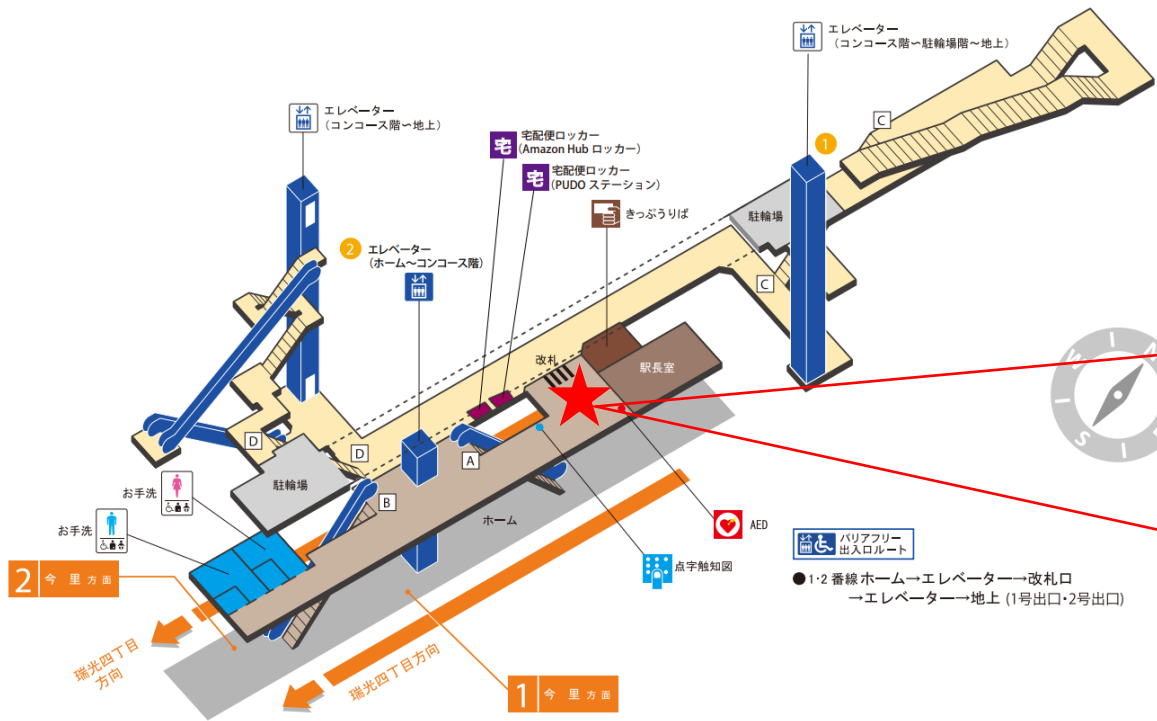 エレベーター
(コンコース階〜駐輪場階〜地上)
エレベーター
(コンコース階〜地上)
宅配便ロッカー
(Amazon Hub ロッカー)
宅
宅配便ロッカー
(PUDO ステーション)
宅
きっぷうりば
C
1
駐輪場
2
エレベーター
(ホーム〜コンコース階)
C
改札
駅長室
N
W
E
S
D
D
A
B
駐輪場
お手洗
お手洗
ホーム
AED
点字触知図
バリアフリー
出入口ルート
●1・2 番線 ホーム→エレベーター→改札口
→エレベーター→地上 (1号出口・2号出口)
2 今里方面
瑞光四丁目
方向
瑞光四丁目方向
1 今里方面